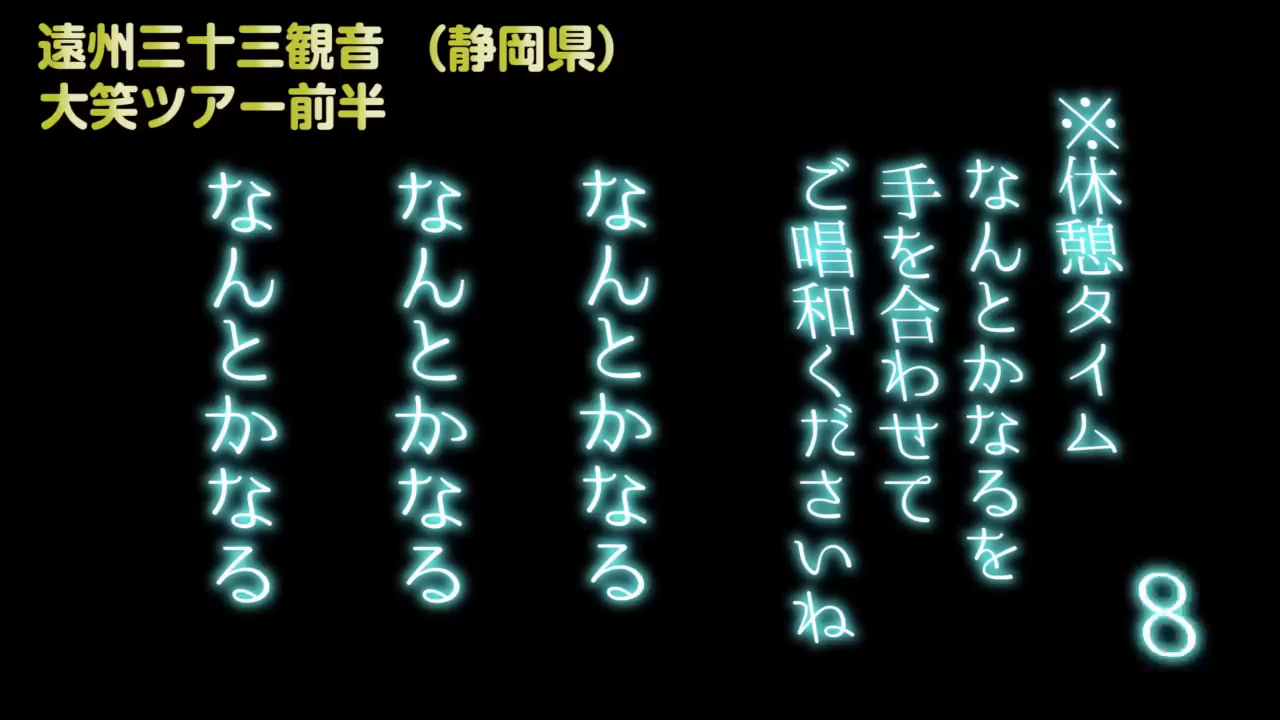 遠州三十三観音 （静岡県）
大笑ツアー前半
※休憩タイム
なんとかなるを
手を合わせて
ご唱和くださいね
なんとかなる
なんとかなる
なんとかなる
8